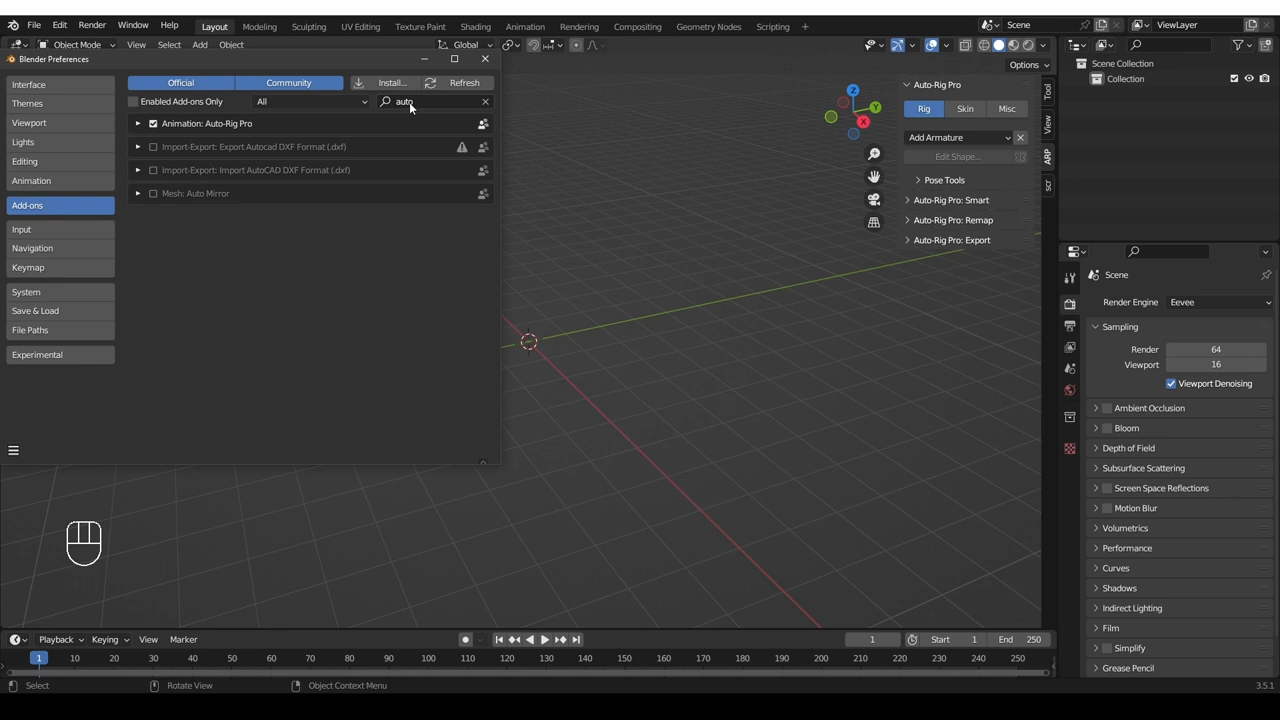 File Edit Render Window Help Layout Modeling Sculpting UV Editing Texture Paint Shading Animation Rendering Compositing Geometry Nodes Scripting Scene ViewLayer
Object Mode View Select Add Object Global
Options
Blender Preferences
Interface
Themes
Viewport
Lights
Editing
Animation
Add-ons
Input
Navigation
Keymap
System
Save & Load
File Paths
Experimental
Official Community Install... Refresh
Enabled Add-ons Only All auto
Animation: Auto-Rig Pro
Import-Export: Export Autocad DXF Format (.dxf)
Import-Export: Import AutoCAD DXF Format (.dxf)
Mesh: Auto Mirror
Z
Y
X
Auto-Rig Pro
Rig Skin Misc
Add Armature
Edit Shape...
Pose Tools
Auto-Rig Pro: Smart
Auto-Rig Pro: Remap
Auto-Rig Pro: Export
Tool
View
ARP
scr
Scene Collection
Collection
Scene
Render Engine Eevee
Sampling
Render 64
Viewport 16
Viewport Denoising
Ambient Occlusion
Bloom
Depth of Field
Subsurface Scattering
Screen Space Reflections
Motion Blur
Volumetrics
Performance
Curves
Shadows
Indirect Lighting
Film
Simplify
Grease Pencil
Playback Keying View Marker 1 Start 1 End 250
1 10 20 30 40 50 60 70 80 90 100 110 120 130 140 150 160 170 180 190 200 210 220 230 240 250
Select Rotate View Object Context Menu 3.5.1